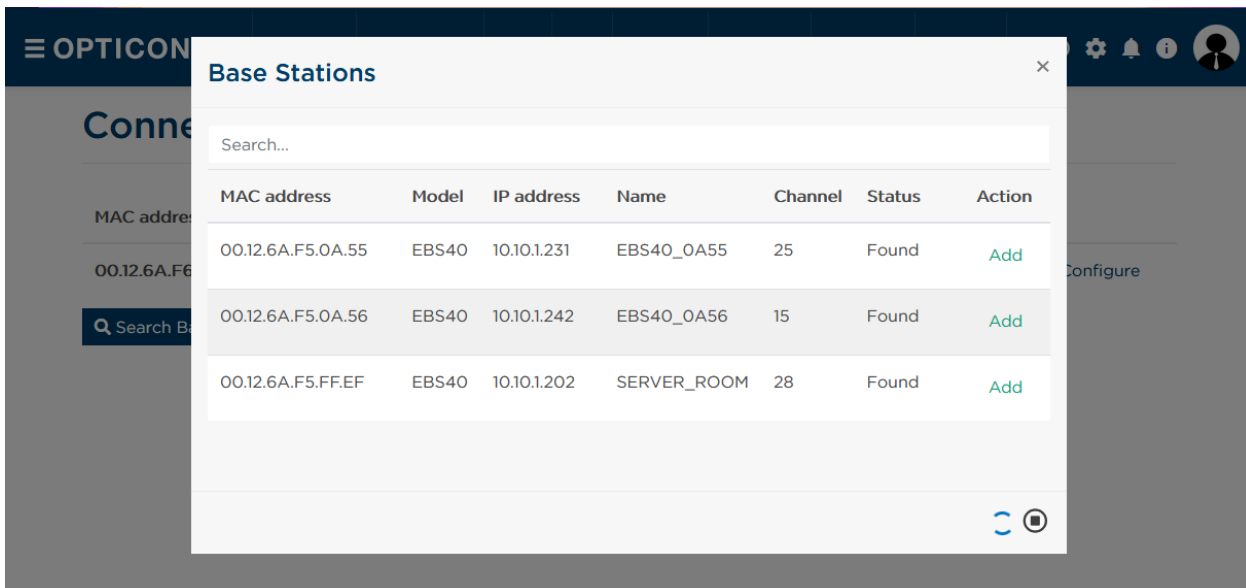 OPTICON
Base Stations
×
Conne
Search...
MAC address Model IP address Name Channel Status Action
MAC addres
00.12.6A.F5.0A.55 EBS40 10.10.1.231 EBS40_0A55 25 Found Add
00.12.6A.F6 Configure
00.12.6A.F5.0A.56 EBS40 10.10.1.242 EBS40_0A56 15 Found Add
Search Ba
00.12.6A.F5.FF.EF EBS40 10.10.1.202 SERVER_ROOM 28 Found Add